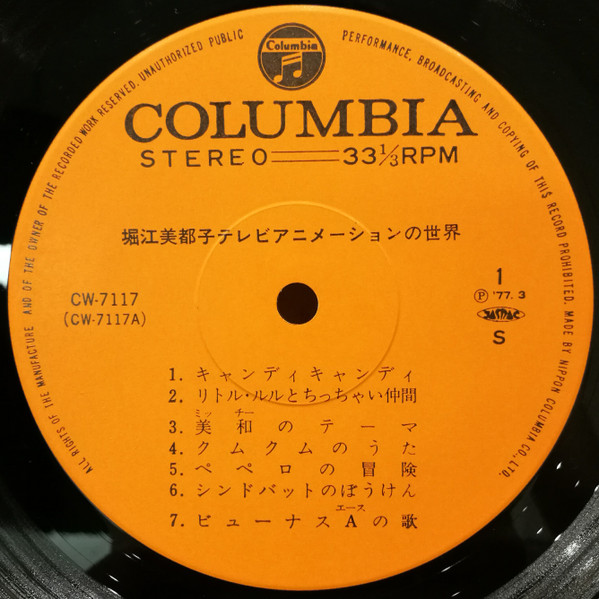 Columbia
ALL RIGHTS OF THE MANUFACTURE AND OF THE OWNER OF THE RECORDED WORK RESERVED. UNAUTHORIZED PUBLIC PERFORMANCE, BROADCASTING AND COPYING OF THIS RECORD PROHIBITED. MADE BY NIPPON COLUMBIA CO., LTD.
COLUMBIA
STEREO 33 1/3 RPM
堀江美都子テレビアニメーションの世界
CW-7117
(CW-7117A)
1
Ⓟ '77. 3
JASRAC
S
1. キャンディキャンディ
2. リトル・ルルとちっちゃい仲間
ミッ チー
3. 美和のテーマ
4. クムクムのうた
5. ペペロの冒険
6. シンドバットのぼうけん
エース
7. ビューナスAの歌